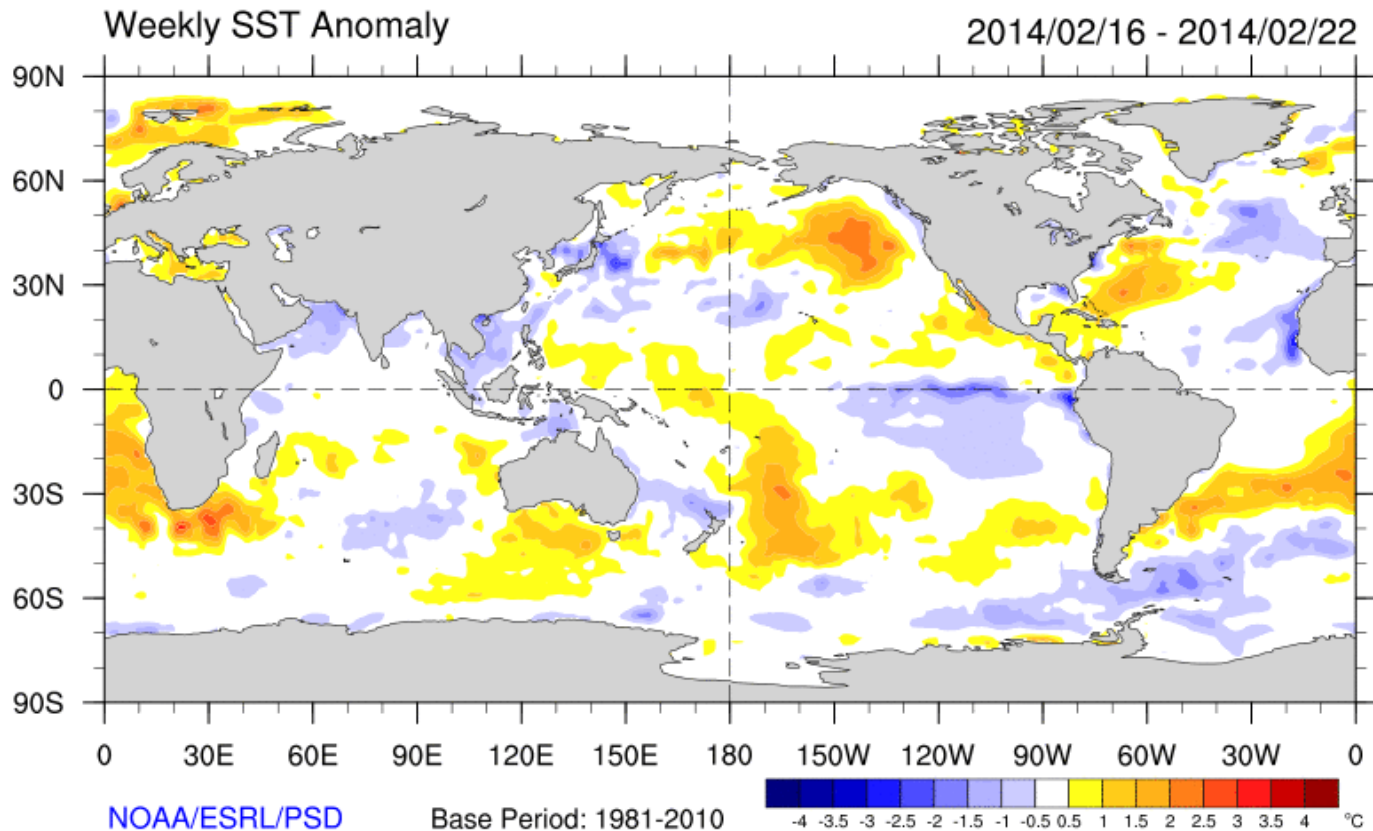 Weekly SST Anomaly 2014/02/16 - 2014/02/22
90N
60N
30N
0
30S
60S
90S
0 30E 60E 90E 120E 150E 180 150W 120W 90W 60W 30W 0
-4 -3.5 -3 -2.5 -2 -1.5 -1 -0.5 0.5 1 1.5 2 2.5 3 3.5 4 °C
NOAA/ESRL/PSD Base Period: 1981-2010